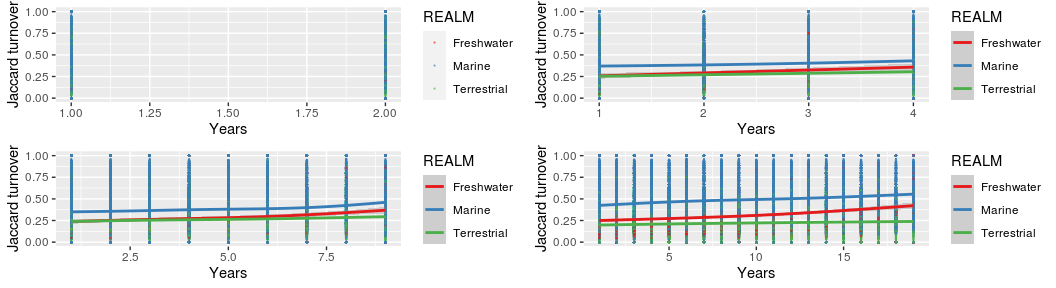 Jaccard turnover
1.00
0.75
0.50
0.25
0.00
1.00 1.25 1.50 1.75 2.00
Years
REALM
Freshwater
Marine
Terrestrial
Jaccard turnover
1.00
0.75
0.50
0.25
0.00
1 2 3 4
Years
REALM
Freshwater
Marine
Terrestrial
Jaccard turnover
1.00
0.75
0.50
0.25
0.00
2.5 5.0 7.5
Years
REALM
Freshwater
Marine
Terrestrial
Jaccard turnover
1.00
0.75
0.50
0.25
0.00
5 10 15
Years
REALM
Freshwater
Marine
Terrestrial